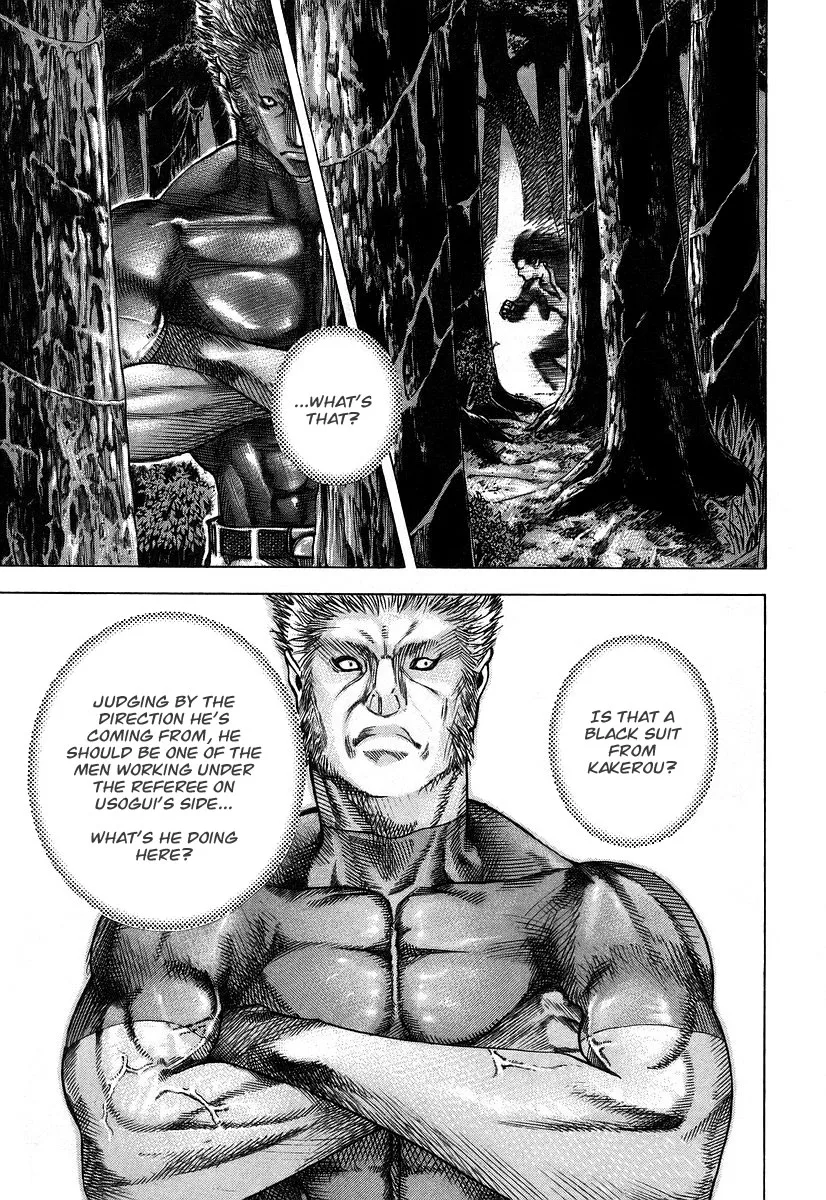 ...WHAT'S
THAT?
IS THAT A
BLACK SUIT
FROM
KAKEROU?
JUDGING BY THE
DIRECTION HE'S
COMING FROM, HE
SHOULD BE ONE OF THE
MEN WORKING UNDER
THE REFEREE ON
USOGUI'S SIDE...
WHAT'S HE DOING
HERE?